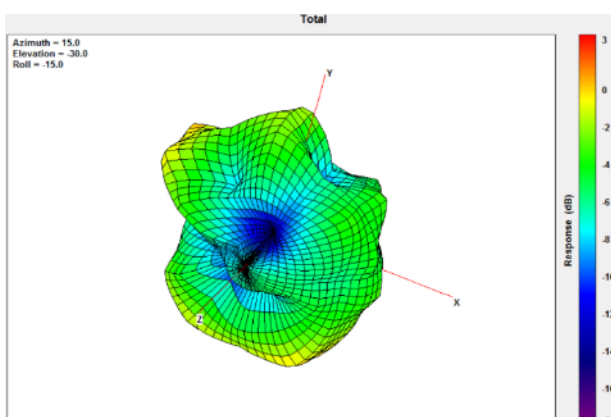 Total
Azimuth = 15.0
Elevation = -30.0
Roll = -15.0
Y
X
Z
Response (dB)
3
0
-2
-4
-6
-8
-10
-12
-14
-16